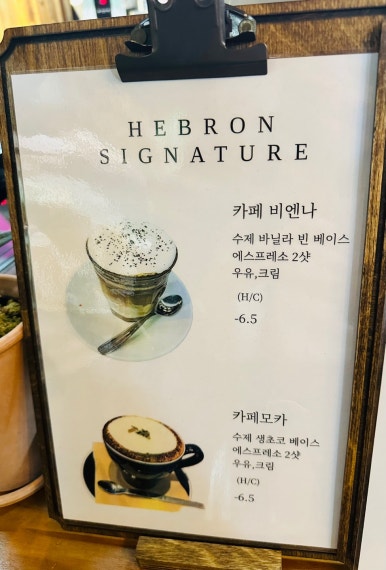 HEBRON
SIGNATURE
카페 비엔나
수제 바닐라 빈 베이스
에스프레소 2샷
우유,크림
(H/C)
-6.5
카페모카
수제 생초코 베이스
에스프레소 2샷
우유,크림
(H/C)
-6.5